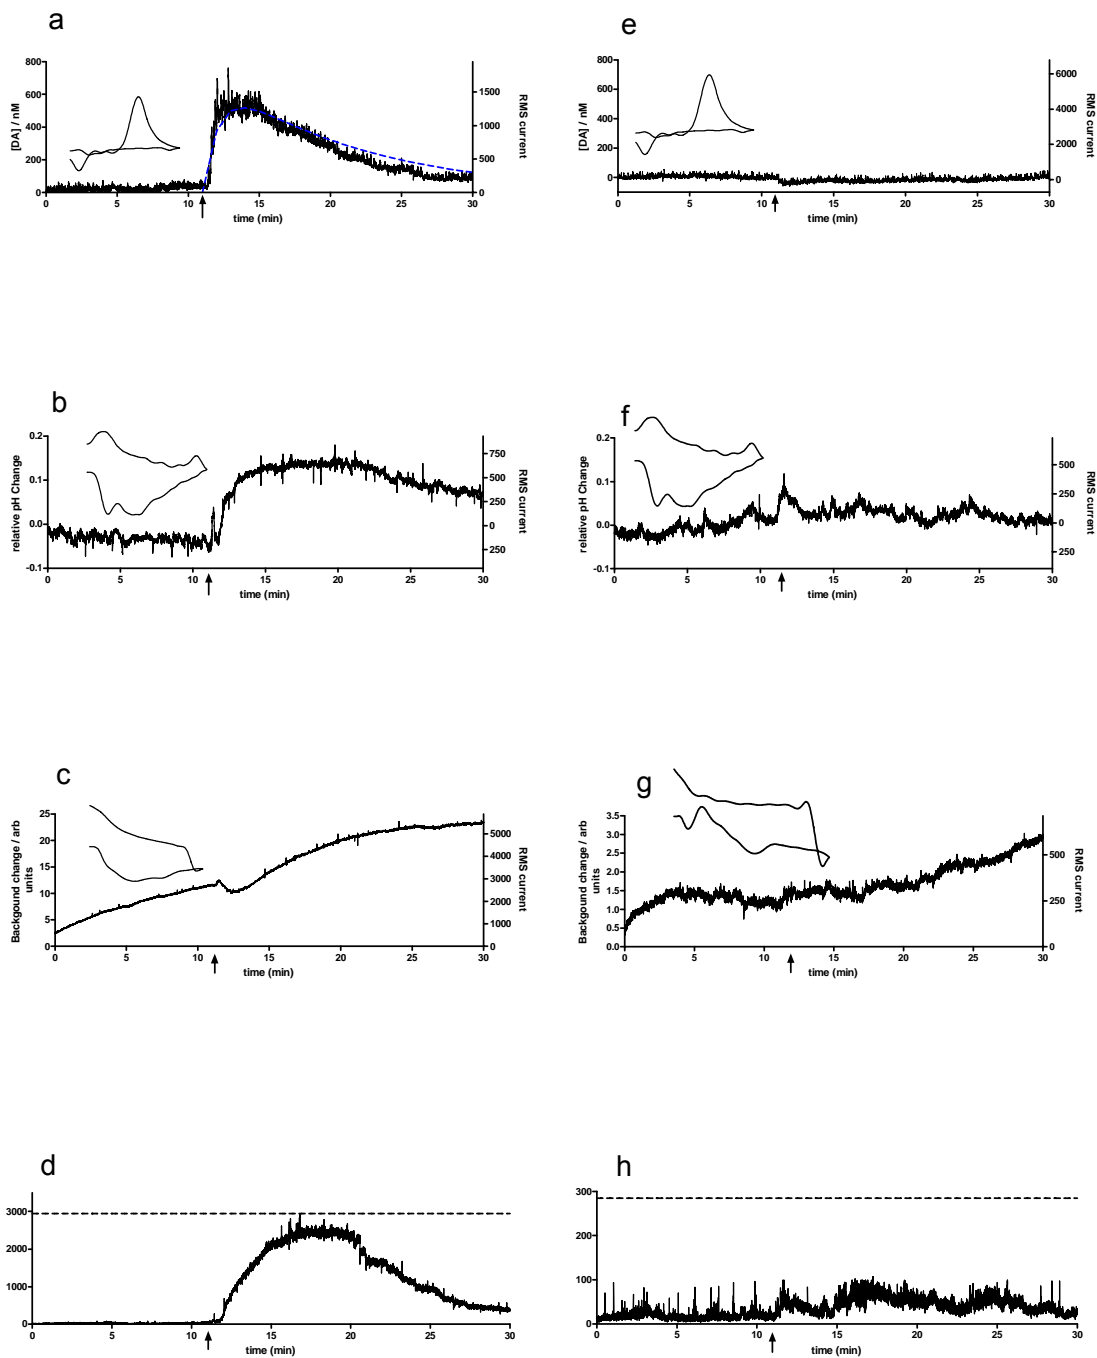 a
800
600
400
200
0
[DA] / nM
1500
1000
500
0
RMS current
0 5 10 15 20 25 30
time (min)
e
800
600
400
200
0
[DA] / nM
6000
4000
2000
0
RMS current
0 5 10 15 20 25 30
time (min)
b
0.2
0.1
0.0
-0.1
relative pH Change
750
500
250
0
250
RMS current
0 5 10 15 20 25 30
time (min)
f
0.2
0.1
0.0
-0.1
relative pH Change
500
250
0
250
RMS current
0 5 10 15 20 25 30
time (min)
c
25
20
15
10
5
0
Backgound change / arb
units
5000
4000
3000
2000
1000
0
RMS current
0 5 10 15 20 25 30
time (min)
g
3.5
3.0
2.5
2.0
1.5
1.0
0.5
0.0
Backgound change / arb
units
500
250
0
RMS current
0 5 10 15 20 25 30
time (min)
d
3000
2000
1000
0
0 5 10 15 20 25 30
time (min)
h
300
200
100
0
0 5 10 15 20 25 30
time (min)